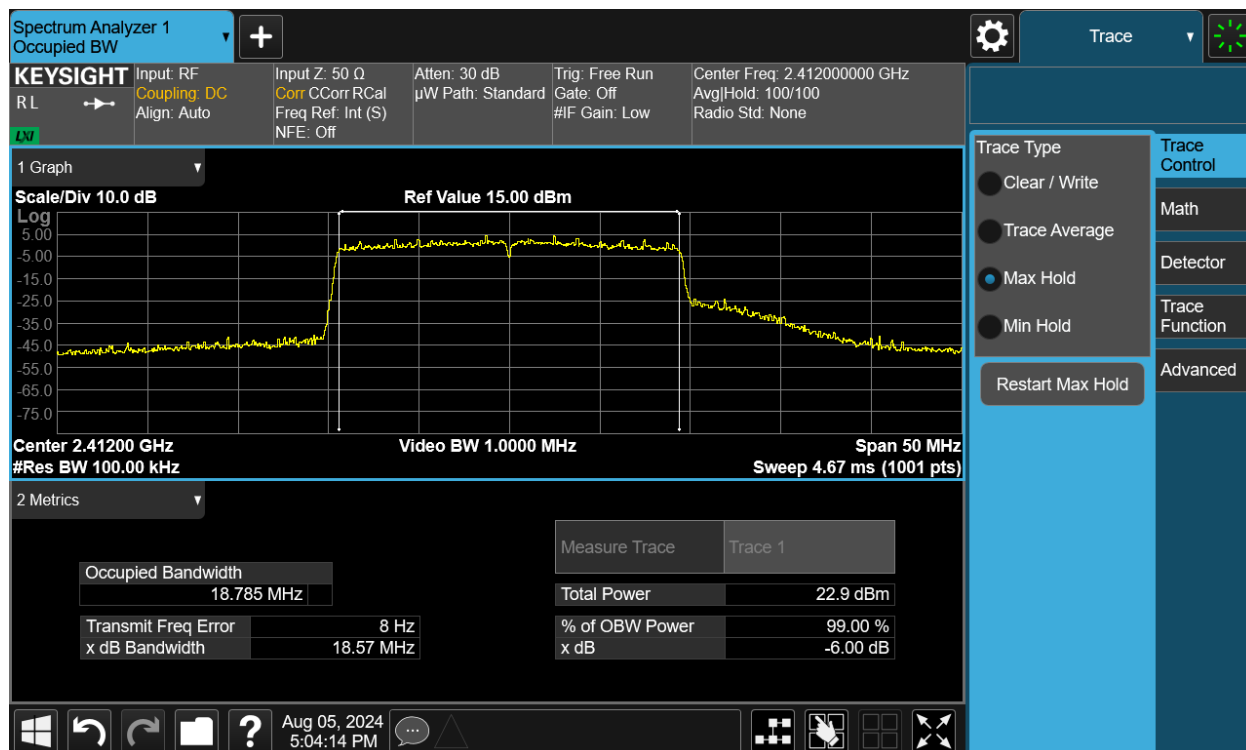 Spectrum Analyzer 1
Occupied BW
+
Trace
KEYSIGHT
R L
LXI
Input: RF
Coupling: DC
Align: Auto
Input Z: 50 Ω
Corr CCorr RCal
Freq Ref: Int (S)
NFE: Off
Atten: 30 dB
µW Path: Standard
Trig: Free Run
Gate: Off
#IF Gain: Low
Center Freq: 2.412000000 GHz
Avg|Hold: 100/100
Radio Std: None
1 Graph
Scale/Div 10.0 dB
Ref Value 15.00 dBm
Log
5.00
-5.00
-15.0
-25.0
-35.0
-45.0
-55.0
-65.0
-75.0
Center 2.41200 GHz
#Res BW 100.00 kHz
Video BW 1.0000 MHz
Span 50 MHz
Sweep 4.67 ms (1001 pts)
2 Metrics
Measure Trace Trace 1
Occupied Bandwidth
18.785 MHz
Total Power 22.9 dBm
Transmit Freq Error 8 Hz
% of OBW Power 99.00 %
x dB Bandwidth 18.57 MHz
x dB -6.00 dB
Trace Type
Clear / Write
Trace Average
Max Hold
Min Hold
Restart Max Hold
Trace
Control
Math
Detector
Trace
Function
Advanced
?
Aug 05, 2024
5:04:14 PM